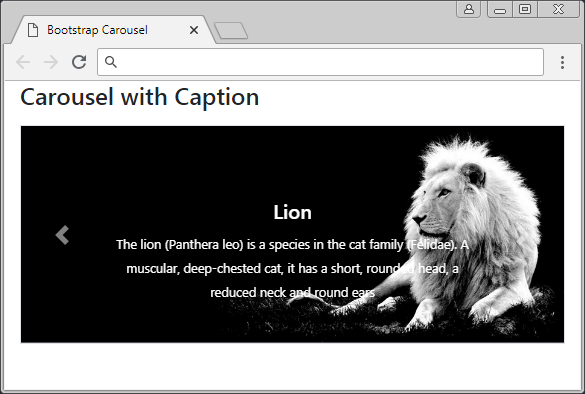 Bootstrap Carousel
Carousel with Caption
Lion
The lion (Panthera leo) is a species in the cat family (Felidae). A
muscular, deep-chested cat, it has a short, rounded head, a
reduced neck and round ears